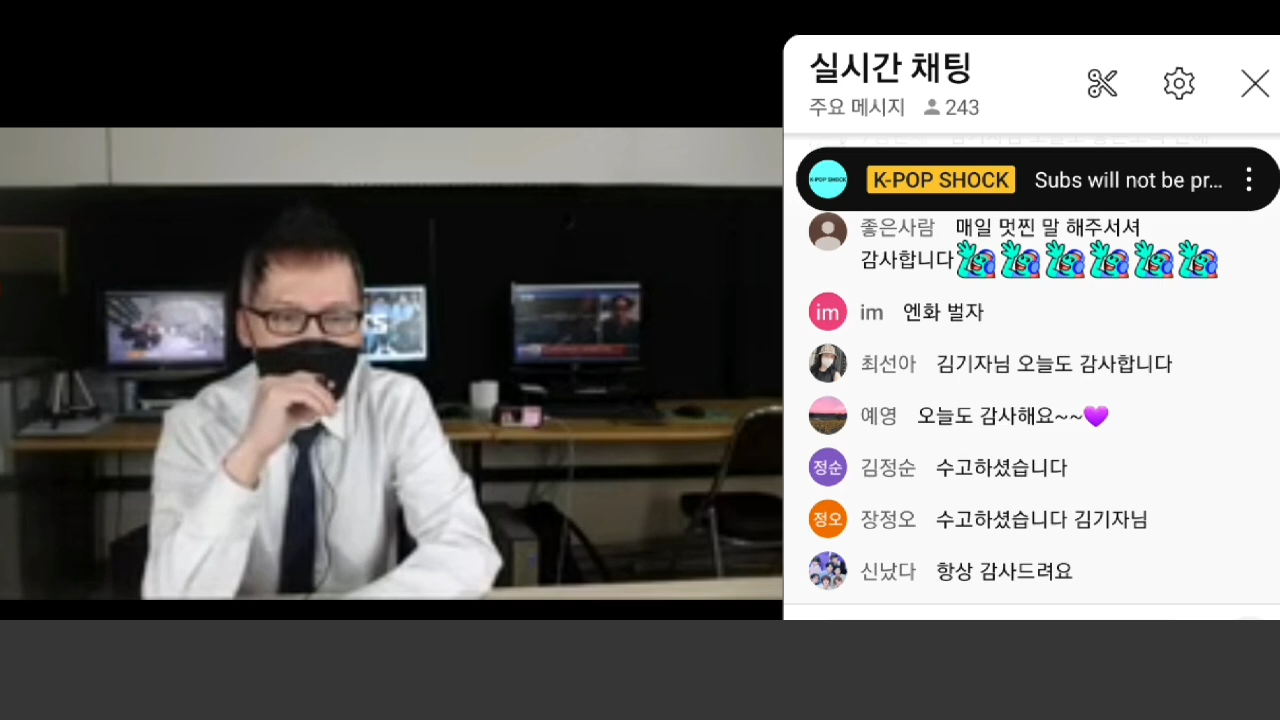 실시간 채팅
주요 메시지 243
K-POP SHOCK K-POP SHOCK Subs will not be pr...
좋은사람 매일 멋찐 말 해주서셔
감사합니다
im im 엔화 벌자
최선아 김기자님 오늘도 감사합니다
예영 오늘도 감사해요~~💜
정순 김정순 수고하셨습니다
정오 장정오 수고하셨습니다 김기자님
신났다 항상 감사드려요